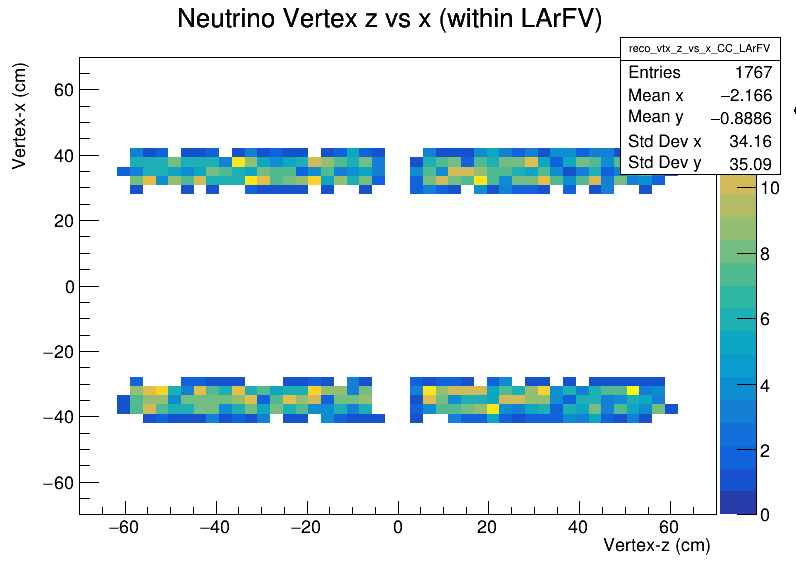 Neutrino Vertex z vs x (within LArFV)
reco_vtx_z_vs_x_CC_LArFV
Entries 1767
Mean x −2.166
Mean y −0.8886
Std Dev x 34.16
Std Dev y 35.09
Vertex-x (cm)
60
40
20
0
−20
−40
−60
−60 −40 −20 0 20 40 60
Vertex-z (cm)
10
8
6
4
2
0